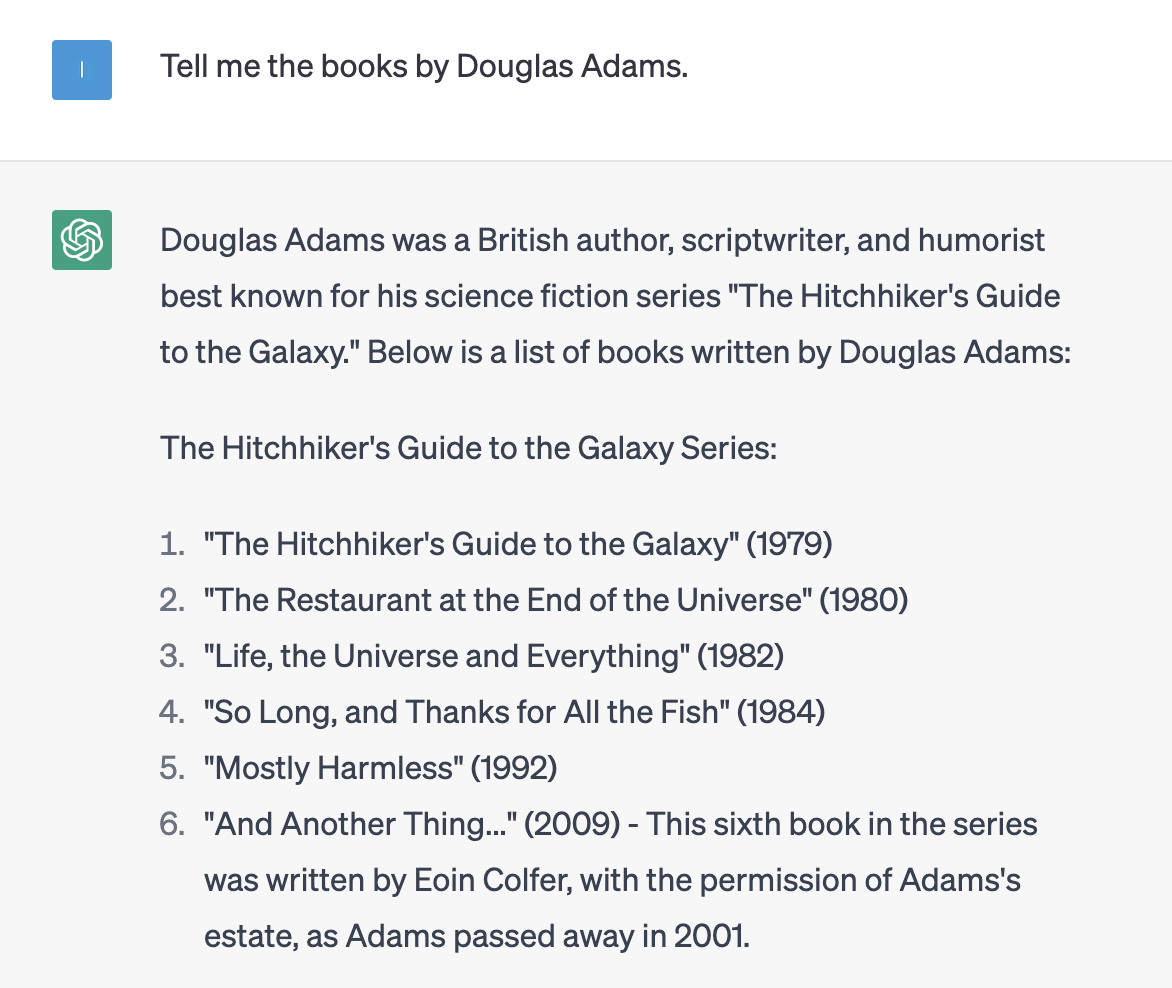 I
Tell me the books by Douglas Adams.
Douglas Adams was a British author, scriptwriter, and humorist
best known for his science fiction series "The Hitchhiker's Guide
to the Galaxy." Below is a list of books written by Douglas Adams:
The Hitchhiker's Guide to the Galaxy Series:
1. "The Hitchhiker's Guide to the Galaxy" (1979)
2. "The Restaurant at the End of the Universe" (1980)
3. "Life, the Universe and Everything" (1982)
4. "So Long, and Thanks for All the Fish" (1984)
5. "Mostly Harmless" (1992)
6. "And Another Thing..." (2009) - This sixth book in the series
was written by Eoin Colfer, with the permission of Adams's
estate, as Adams passed away in 2001.